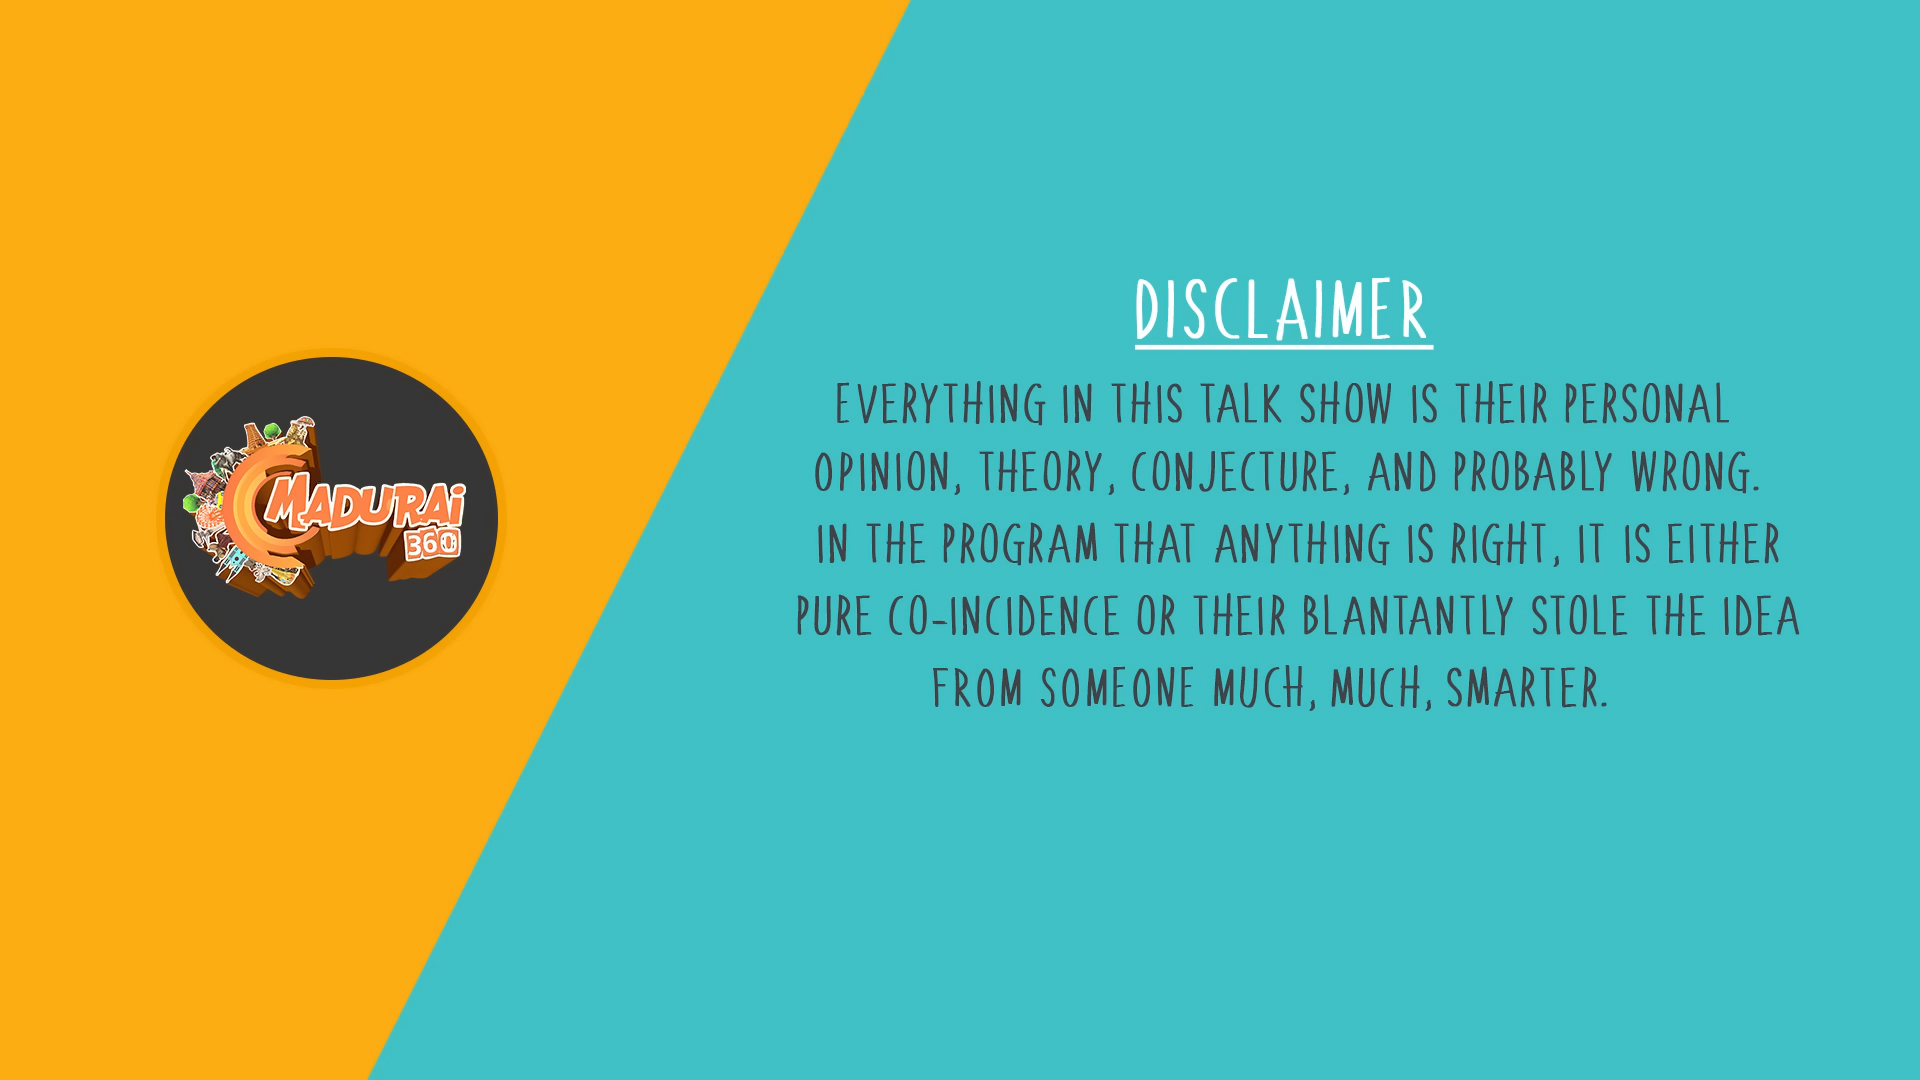 MADURAi
360
DISCLAIMER
EVERYTHING IN THIS TALK SHOW IS THEIR PERSONAL
OPINION, THEORY, CONJECTURE, AND PROBABLY WRONG.
IN THE PROGRAM THAT ANYTHING IS RIGHT, IT IS EITHER
PURE CO-INCIDENCE OR THEIR BLANTANTLY STOLE THE IDEA
FROM SOMEONE MUCH, MUCH, SMARTER.